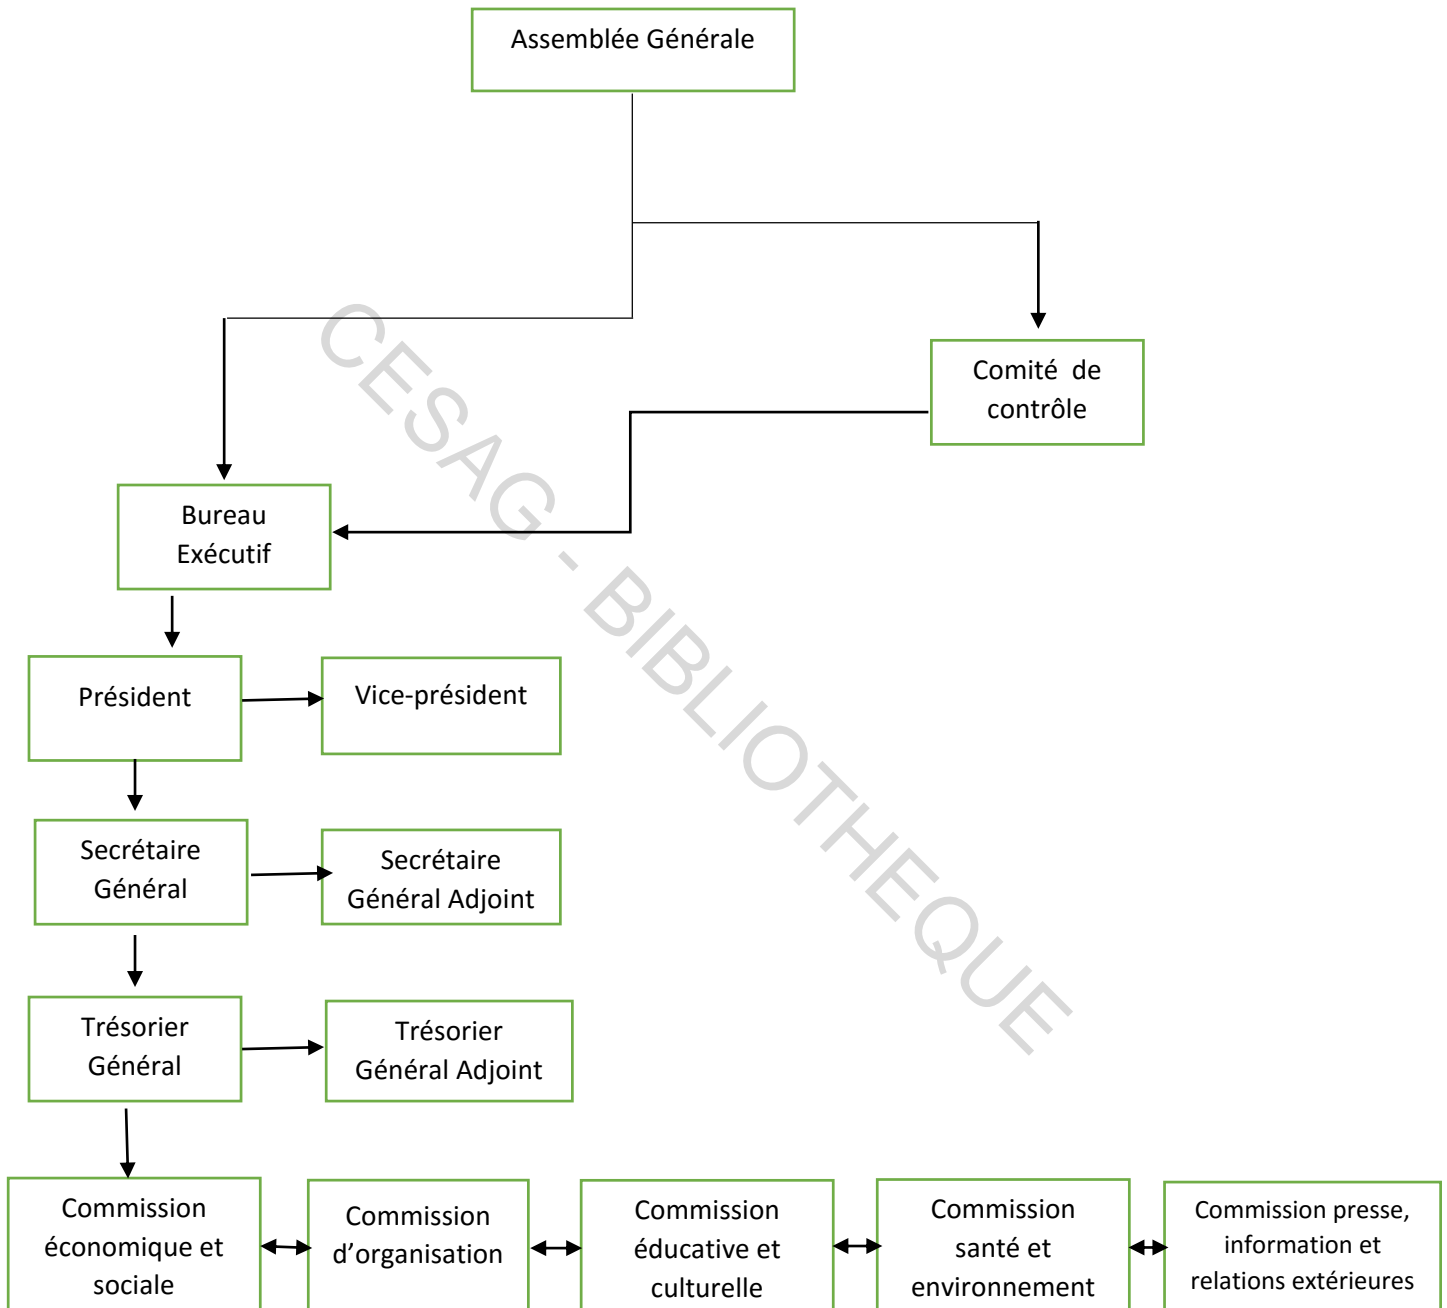 Assemblée Générale
Comité de
contrôle
Bureau
Exécutif
Président
Vice-président
Secrétaire
Général
Secrétaire
Général Adjoint
Trésorier
Général
Trésorier
Général Adjoint
Commission
économique et
sociale
Commission
d’organisation
Commission
éducative et
culturelle
Commission
santé et
environnement
Commission presse,
information et
relations extérieures
CESAG - BIBLIOTHEQUE